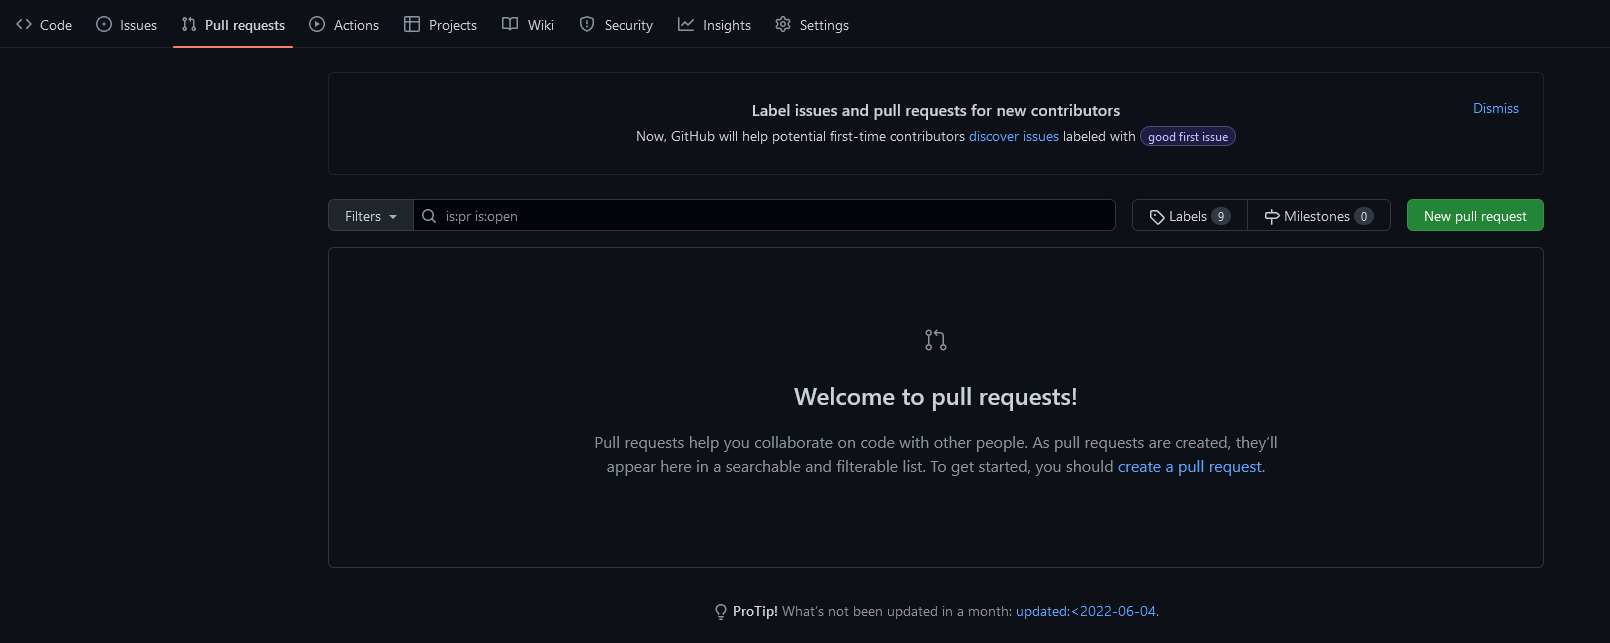 Code Issues Pull requests Actions Projects Wiki Security Insights Settings
Label issues and pull requests for new contributors
Dismiss
Now, GitHub will help potential first-time contributors discover issues labeled with good first issue
Filters is:pr is:open Labels 9 Milestones 0 New pull request
Welcome to pull requests!
Pull requests help you collaborate on code with other people. As pull requests are created, they’ll
appear here in a searchable and filterable list. To get started, you should create a pull request.
ProTip! What’s not been updated in a month: updated:<2022-06-04.